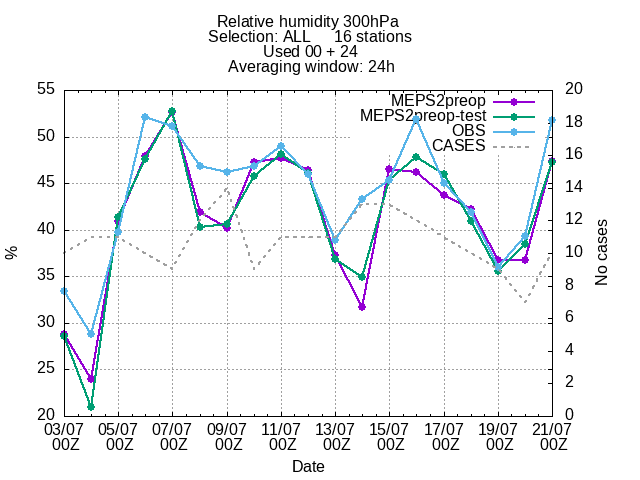 Relative humidity 300hPa
Selection: ALL 16 stations
Used 00 + 24
Averaging window: 24h
MEPS2preop
MEPS2preop-test
OBS
CASES
55
50
45
40
35
30
25
20
%
20
18
16
14
12
10
8
6
4
2
0
No cases
03/07 05/07 07/07 09/07 11/07 13/07 15/07 17/07 19/07 21/07
00Z 00Z 00Z 00Z 00Z 00Z 00Z 00Z 00Z 00Z
Date